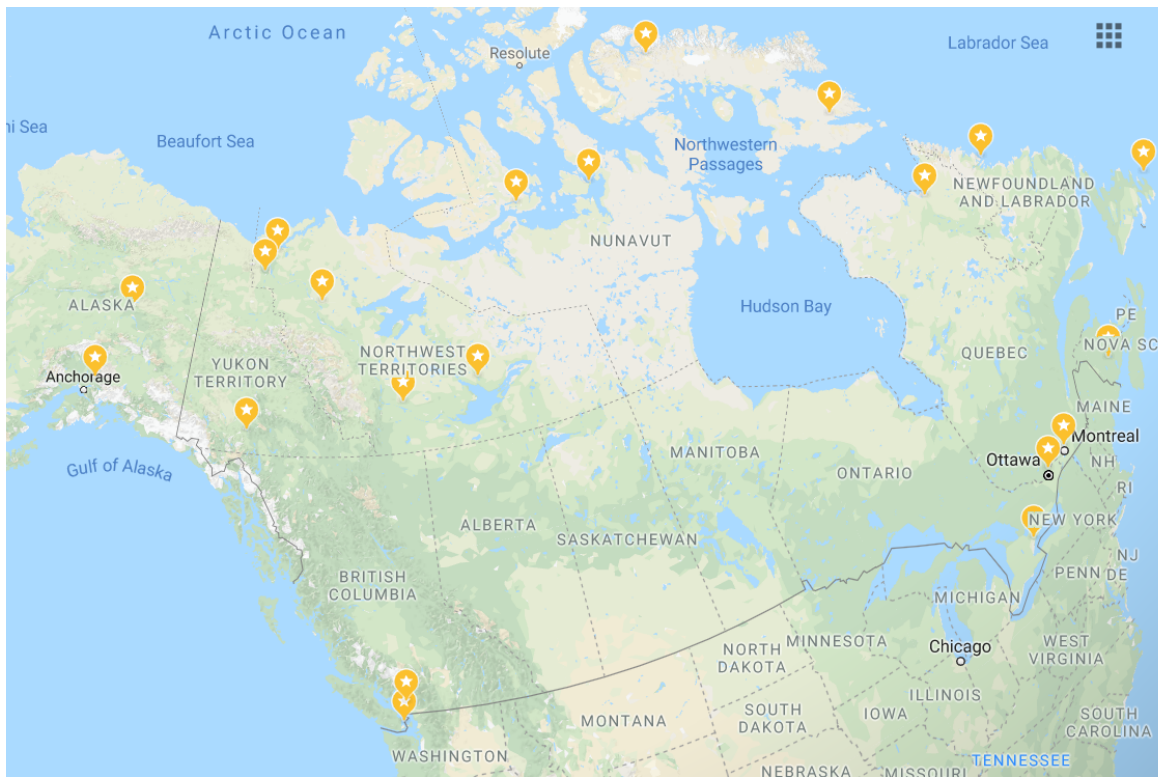 Arctic Ocean
Labrador Sea
Resolute
ni Sea
Beaufort Sea
Northwestern
Passages
NEWFOUNDLAND
AND LABRADOR
NUNAVUT
ALASKA
Hudson Bay
PE
NOVA SC
NORTHWEST
TERRITORIES
QUEBEC
YUKON
TERRITORY
Anchorage
MAINE
Montreal
MANITOBA
Ottawa
NH
Gulf of Alaska
ONTARIO
RI
ALBERTA
SASKATCHEWAN
NEW YORK
NJ
PENN
DE
BRITISH
COLUMBIA
MICHIGAN
MINNESOTA
NORTH
DAKOTA
Chicago
WEST
VIRGINIA
ILLINOIS
MONTANA
SOUTH
DAKOTA
IOWA
SOUTH
CAROLINA
WASHINGTON
TENNESSEE
NEBRASKA
MISSOURI